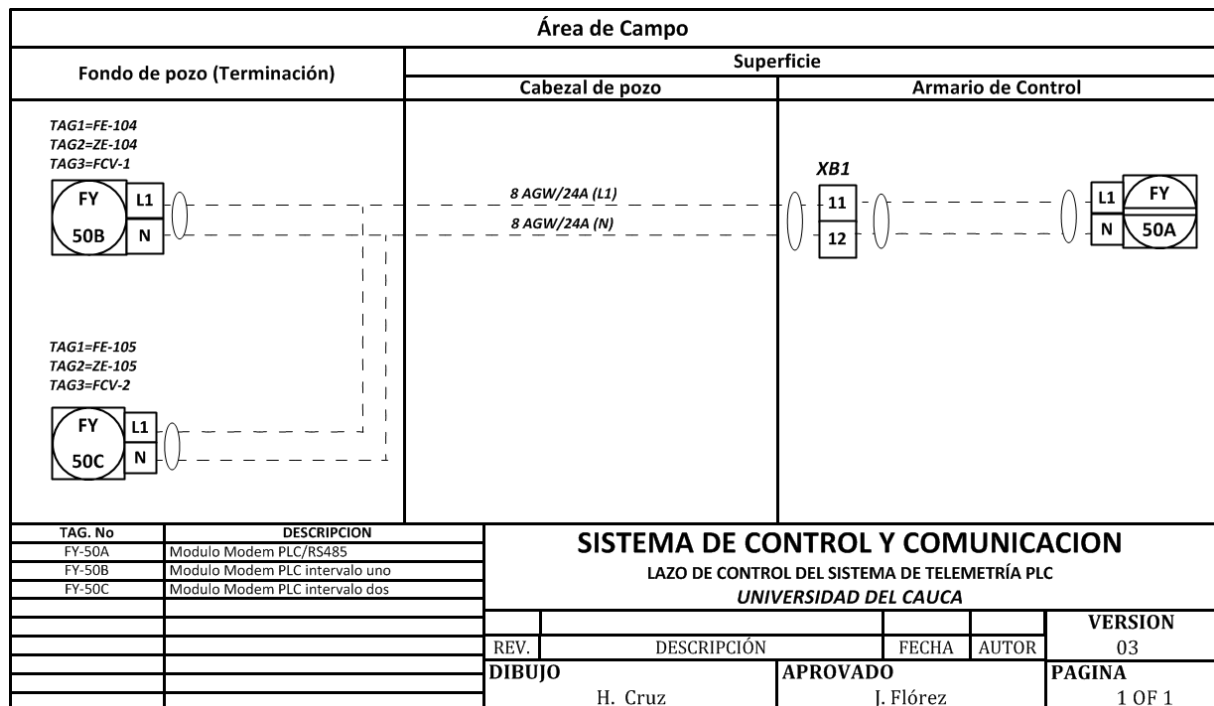 Área de Campo
Fondo de pozo (Terminación)
Superficie
Cabezal de pozo
Armario de Control
TAG1=FE-104
TAG2=ZE-104
TAG3=FCV-1
FY
50B
L1
N
8 AGW/24A (L1)
8 AGW/24A (N)
XB1
11
12
L1
N
FY
50A
TAG1=FE-105
TAG2=ZE-105
TAG3=FCV-2
FY
50C
L1
N
TAG. No DESCRIPCION
FY-50A Modulo Modem PLC/RS485
FY-50B Modulo Modem PLC intervalo uno
FY-50C Modulo Modem PLC intervalo dos
SISTEMA DE CONTROL Y COMUNICACION
LAZO DE CONTROL DEL SISTEMA DE TELEMETRÍA PLC
UNIVERSIDAD DEL CAUCA
REV. DESCRIPCIÓN FECHA AUTOR
VERSION
03
DIBUJO
H. Cruz
APROVADO
J. Flórez
PAGINA
1 OF 1